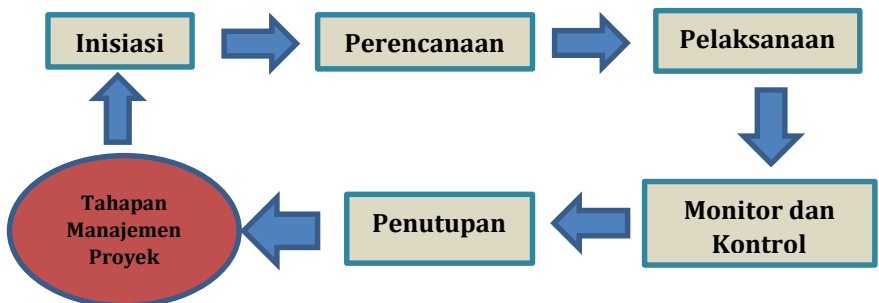 Inisiasi
Perencanaan
Pelaksanaan
Tahapan
Manajemen
Proyek
Penutupan
Monitor dan
Kontrol